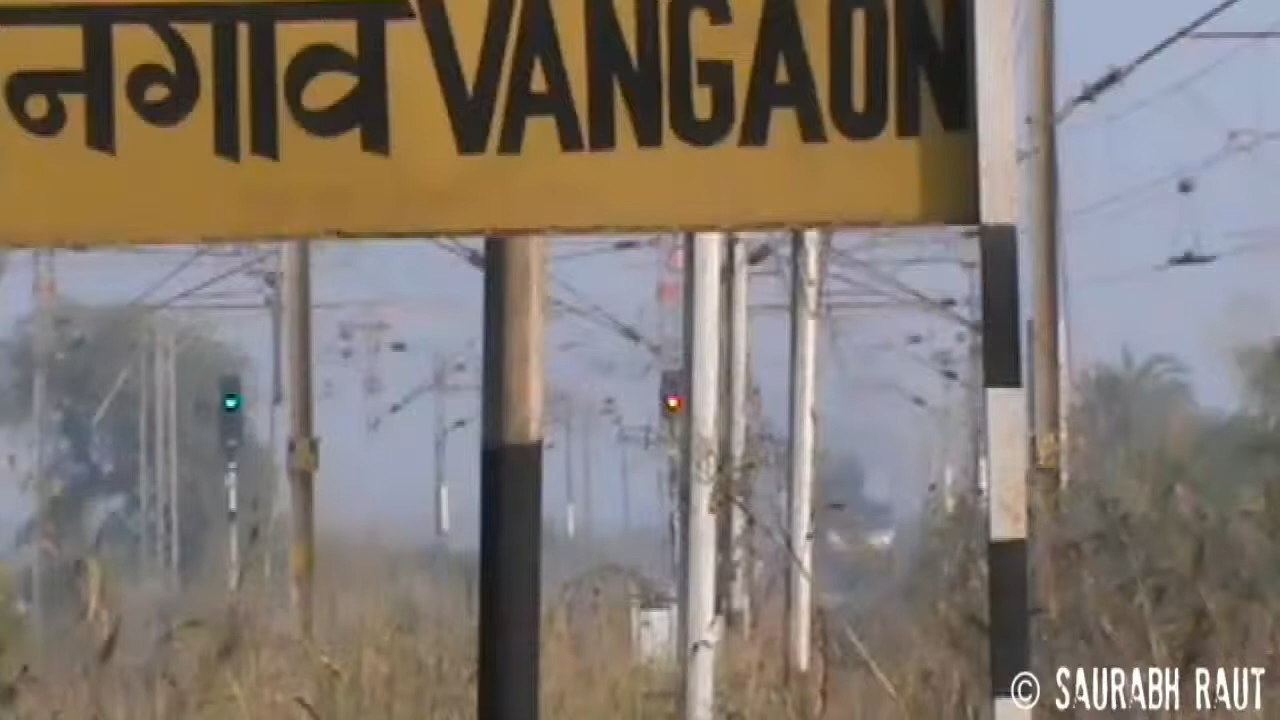 नगाव VANGAON
© SAURABH RAUT